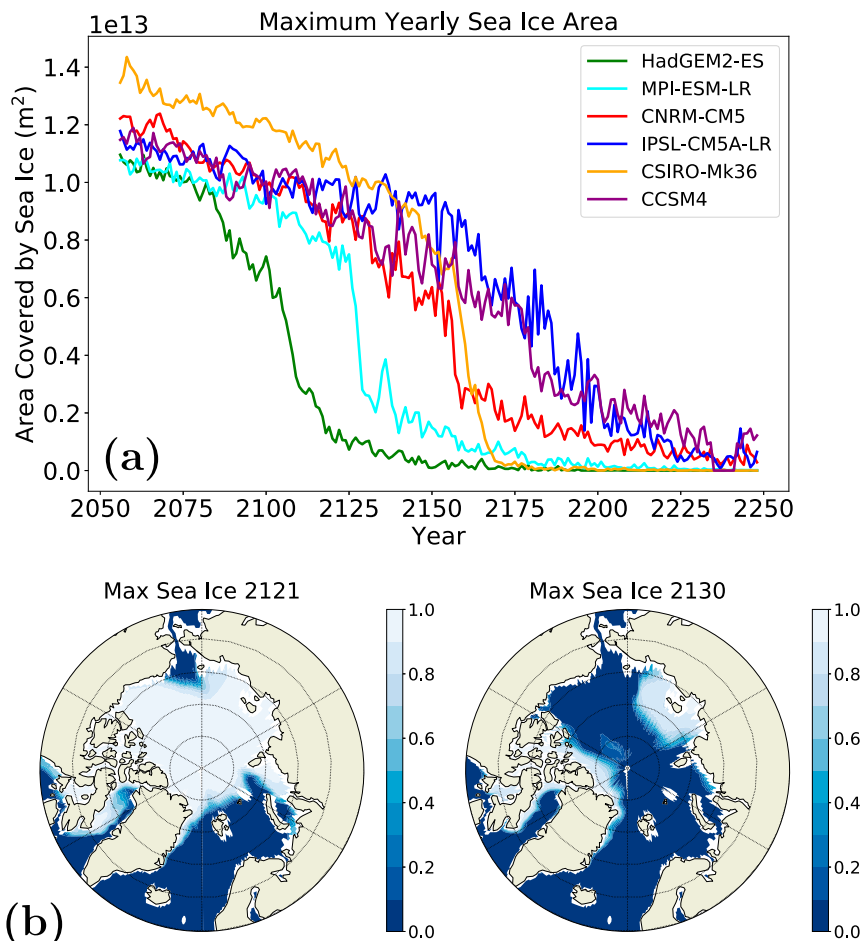 Maximum Yearly Sea Ice Area
1e13
Area Covered by Sea Ice (m²)
1.4
1.2
1.0
0.8
0.6
0.4
0.2
0.0
HadGEM2-ES
MPI-ESM-LR
CNRM-CM5
IPSL-CM5A-LR
CSIRO-Mk36
CCSM4
(a)
2050 2075 2100 2125 2150 2175 2200 2225 2250
Year
Max Sea Ice 2121
1.0
0.8
0.6
0.4
0.2
0.0
Max Sea Ice 2130
1.0
0.8
0.6
0.4
0.2
0.0
(b)